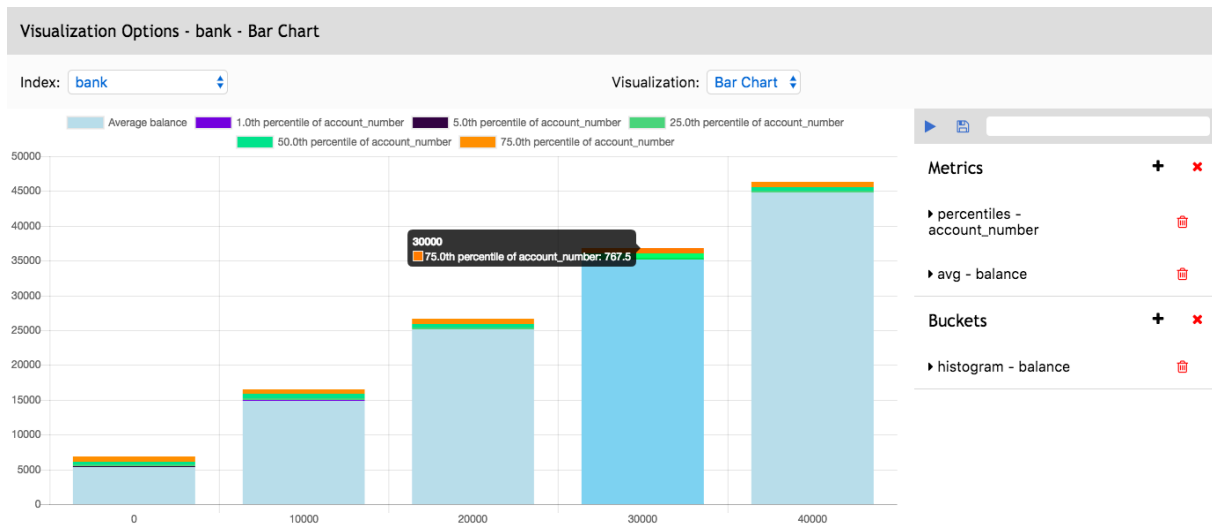 Visualization Options - bank - Bar Chart
Index: bank
Visualization: Bar Chart
Average balance 1.0th percentile of account_number 5.0th percentile of account_number 25.0th percentile of account_number
50.0th percentile of account_number 75.0th percentile of account_number
50000
45000
40000
35000
30000
25000
20000
15000
10000
5000
0
30000
75.0th percentile of account_number: 767.5
0 10000 20000 30000 40000
Metrics
percentiles -
account_number
avg - balance
Buckets
histogram - balance